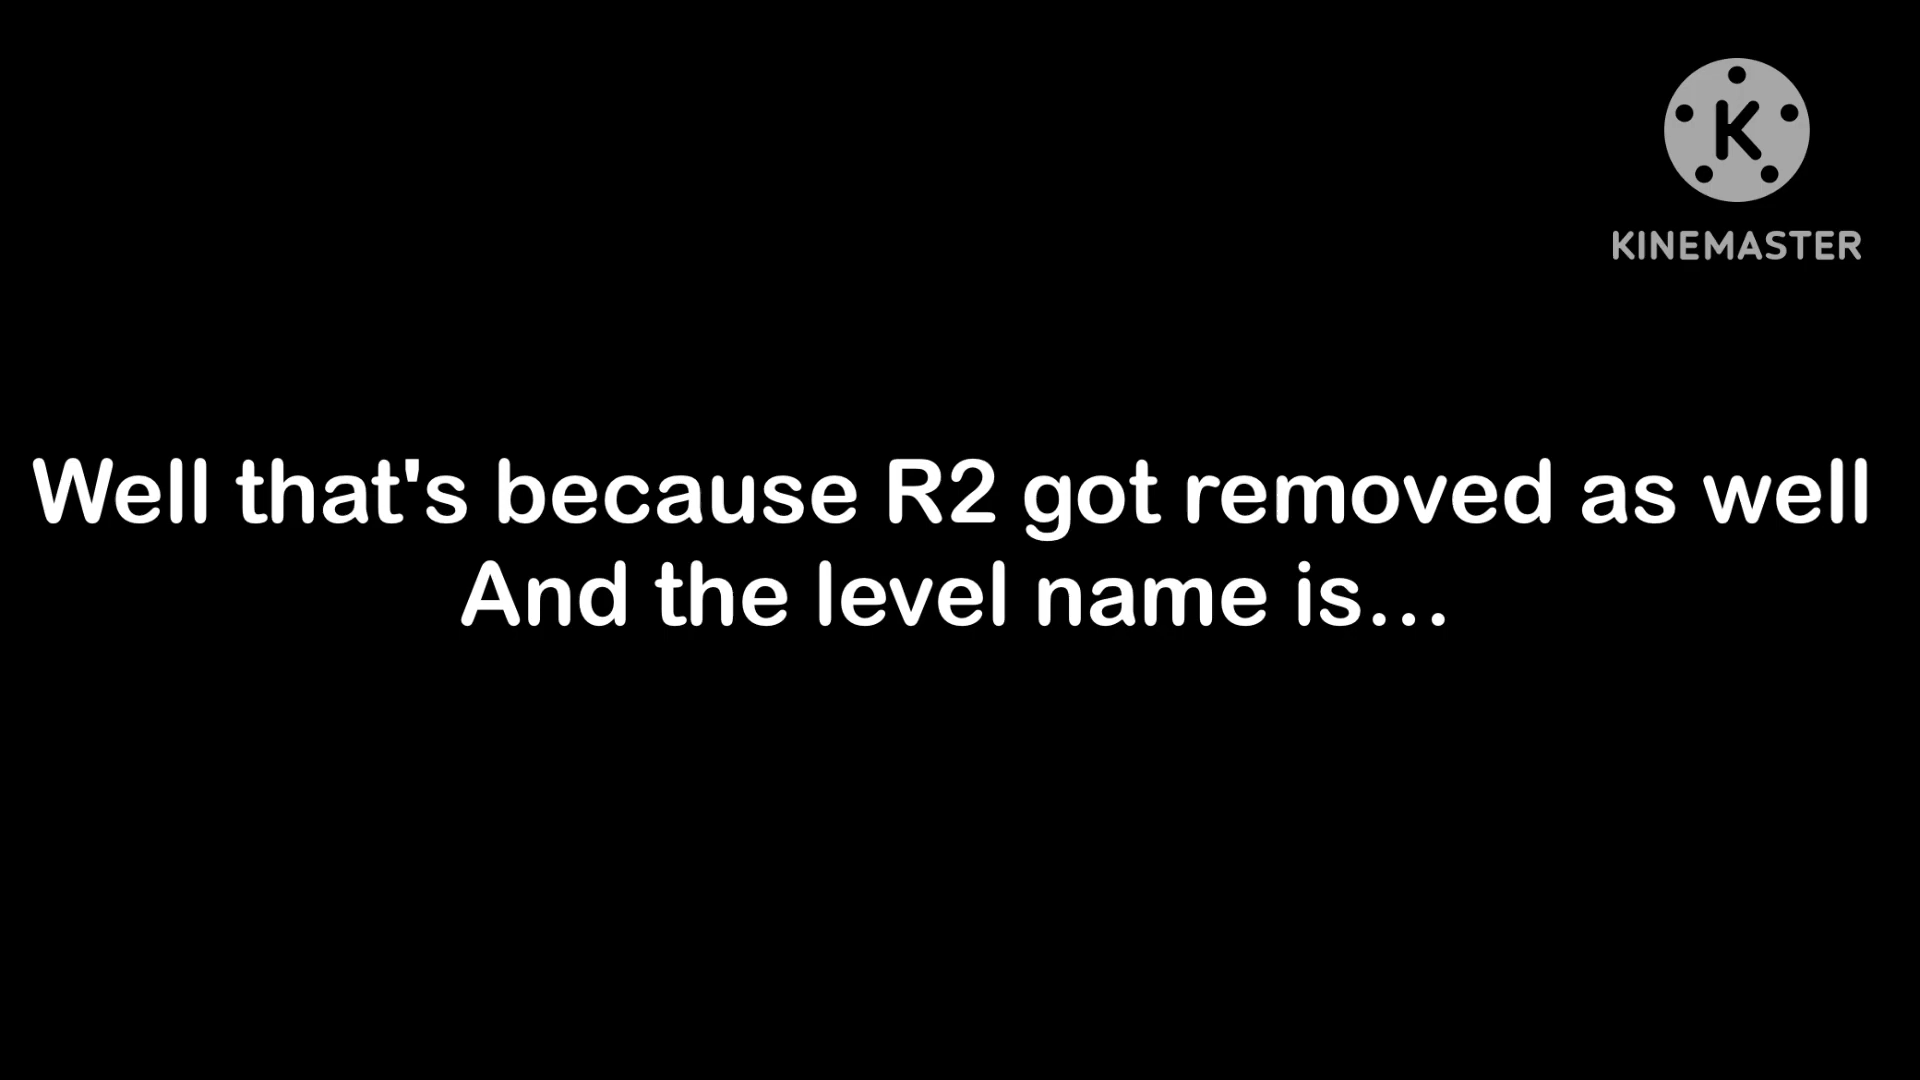 K
KINEMASTER
Well that's because R2 got removed as well
And the level name is...